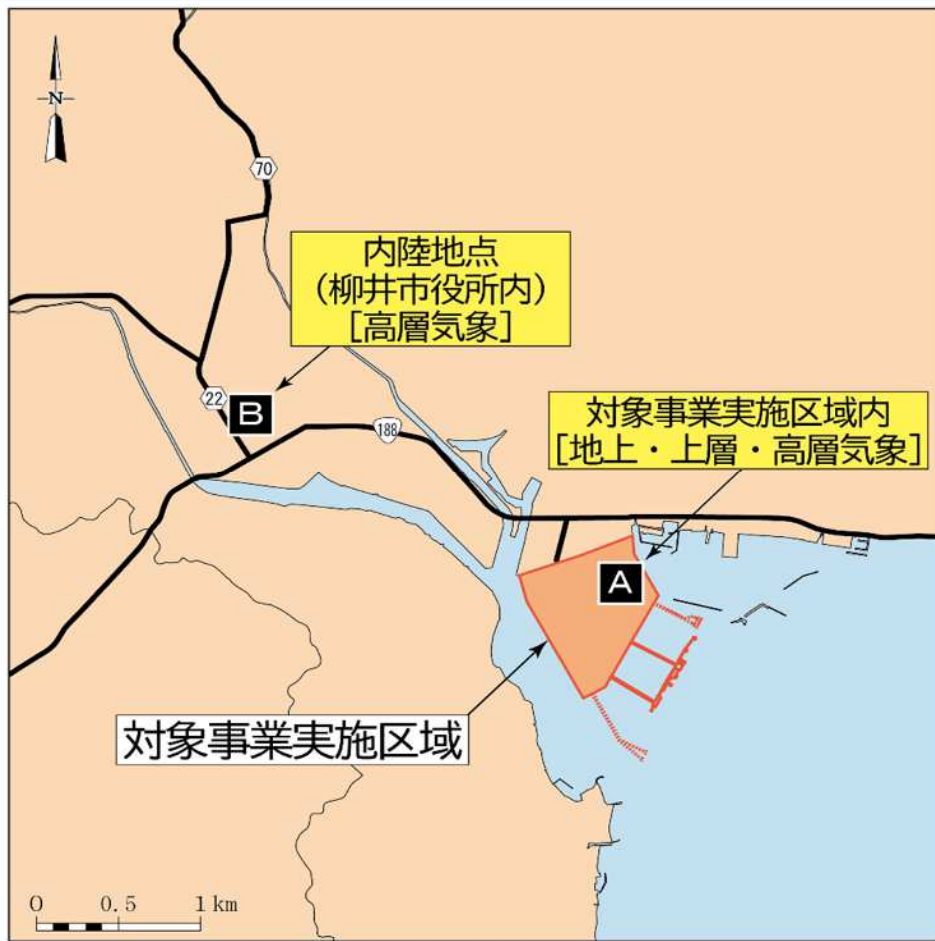 N
70
内陸地点
(柳井市役所内)
[高層気象]
22
B
188
対象事業実施区域内
[地上・上層・高層気象]
A
対象事業実施区域
0 0.5 1 km